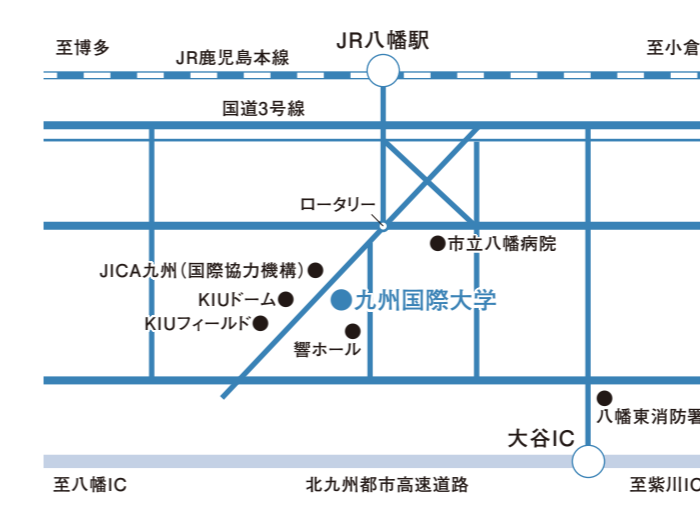 JR八幡駅
至博多
至小倉
JR鹿児島本線
国道3号線
ロータリー
市立八幡病院
JICA九州（国際協力機構）
KIUドーム
九州国際大学
KIUフィールド
響ホール
八幡東消防署
大谷IC
至八幡IC
北九州都市高速道路
至紫川IC